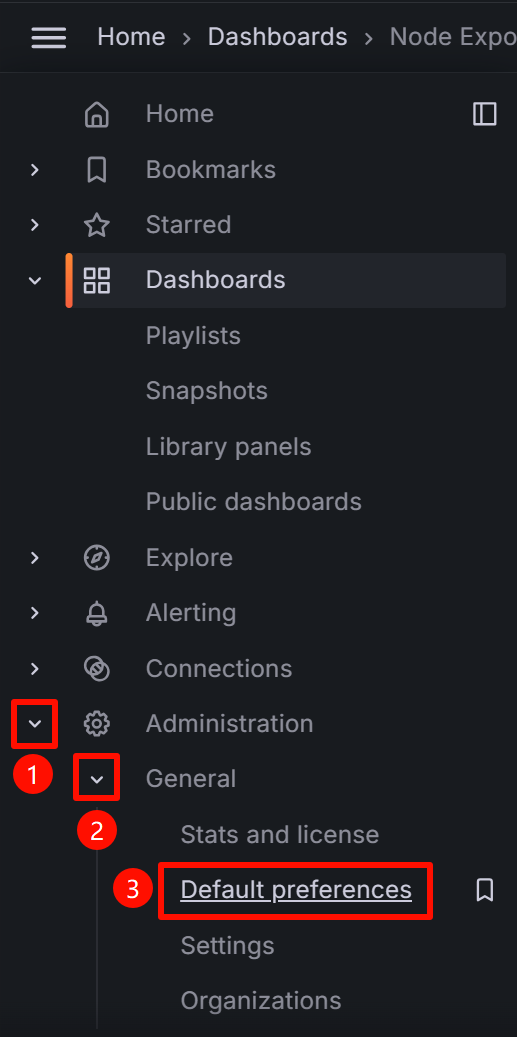 Home › Dashboards › Node Expo
Home
Bookmarks
Starred
Dashboards
Playlists
Snapshots
Library panels
Public dashboards
Explore
Alerting
Connections
Administration
1
General
2
Stats and license
3 Default preferences
Settings
Organizations